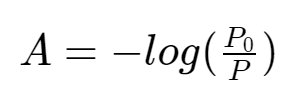 A = −log(P₀/P)